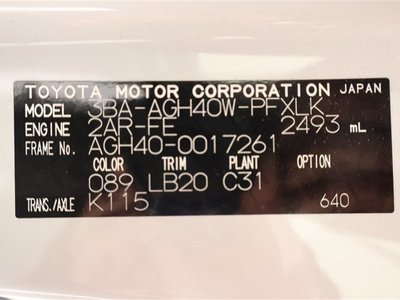 TOYOTA MOTOR CORPORATION JAPAN
MODEL 3BA-AGH40W-PFXLK
ENGINE 2AR-FE 2493 mL
FRAME No. AGH40-0017261
COLOR TRIM PLANT OPTION
089 LB20 C31
TRANS./AXLE K115 640